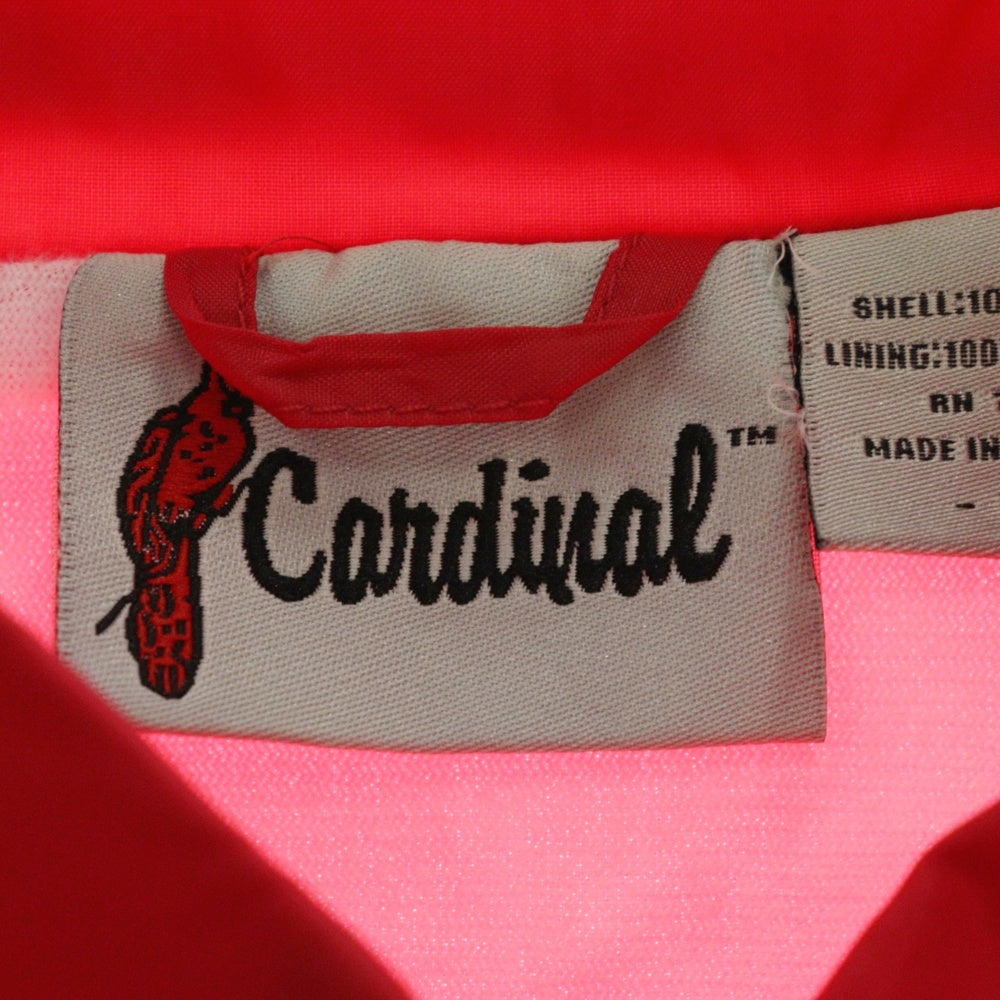 Cardinal™
SHELL:10
LINING:100
RN
MADE IN
-